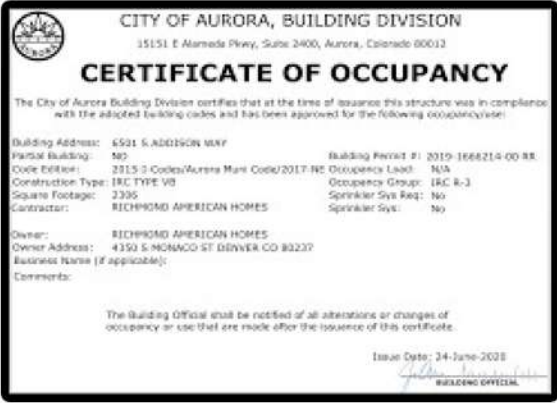 CITY OF AURORA, BUILDING DIVISION
15151 E Alameda Pkwy, Suite 2400, Aurora, Colorado 80012
AURORA
CERTIFICATE OF OCCUPANCY
The City of Aurora Building Division certifies that at the time of issuance this structure was in compliance
with the adopted building codes and has been approved for the following occupancy/use:
Building Address: 6501 S ADDISON WAY
Partial Building: NO Building Permit #: 2019-1666214-00 RR
Code Edition: 2015 I-Codes/Aurora Muni Code/2017-NE Occupancy Load: N/A
Construction Type: IRC TYPE VB Occupancy Group: IRC R-3
Square Footage: 2306 Sprinkler Sys Req: No
Contractor: RICHMOND AMERICAN HOMES Sprinkler Sys: No
Owner: RICHMOND AMERICAN HOMES
Owner Address: 4350 S MONACO ST DENVER CO 80237
Business Name (if applicable):
Comments:
The Building Official shall be notified of all alterations or changes of
occupancy or use that are made after the issuance of this certificate.
Issue Date: 24-June-2020
BUILDING OFFICIAL